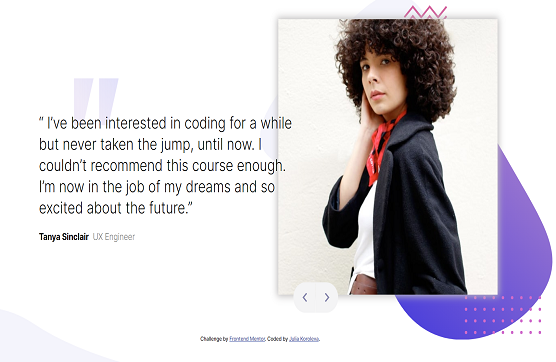 “ I’ve been interested in coding for a while
but never taken the jump, until now. I
couldn’t recommend this course enough.
I’m now in the job of my dreams and so
excited about the future.”
Tanya Sinclair UX Engineer
Challenge by Frontend Mentor. Coded by Julia Koroleva.